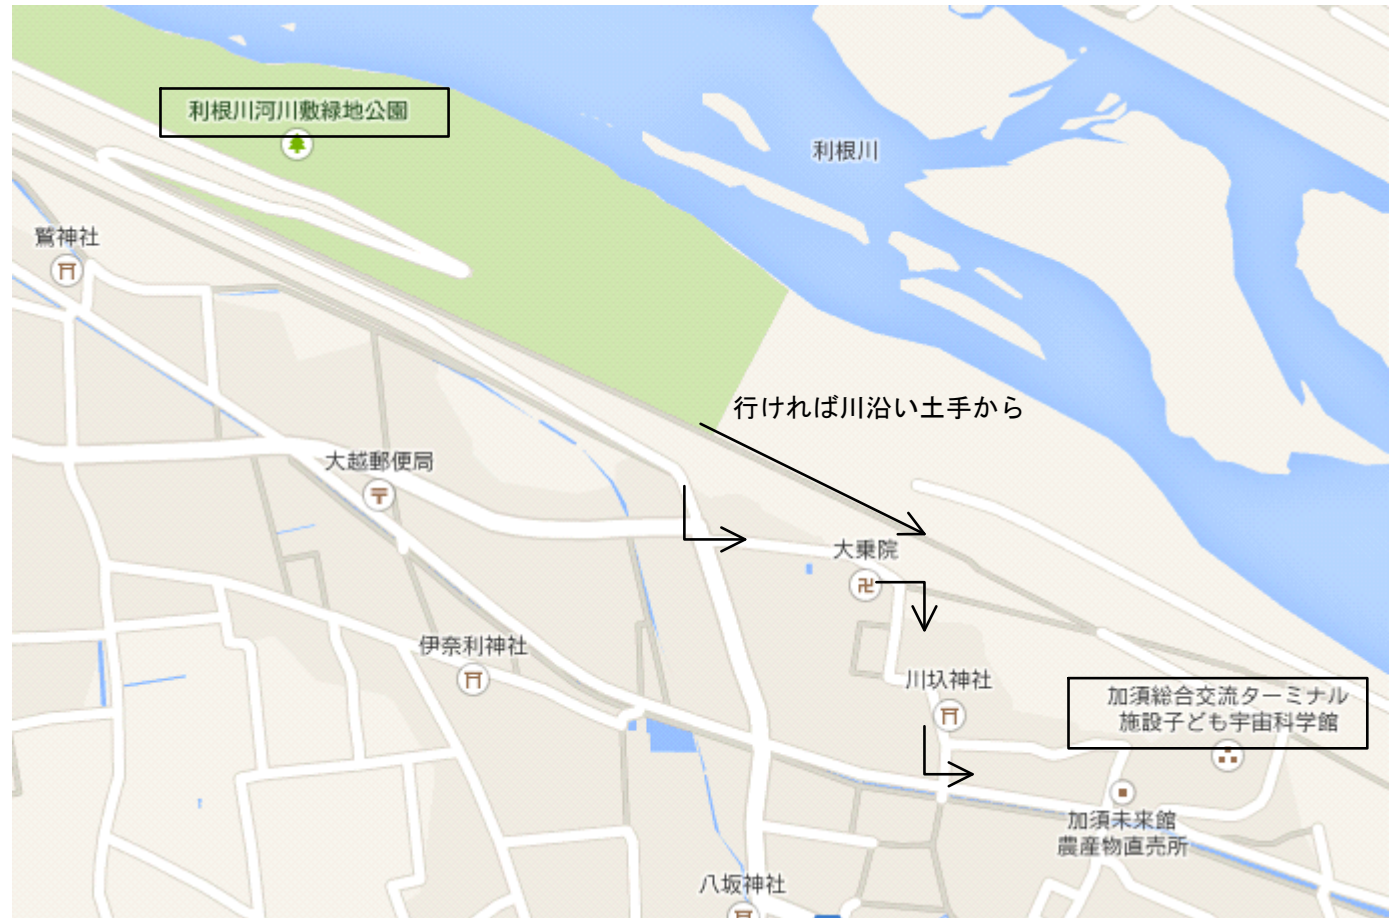 利根川河川敷緑地公園
利根川
鷲神社
行ければ川沿い土手から
大越郵便局
大乗院
伊奈利神社
川圦神社
加須総合交流ターミナル
施設子ども宇宙科学館
加須未来館
農産物直売所
八坂神社